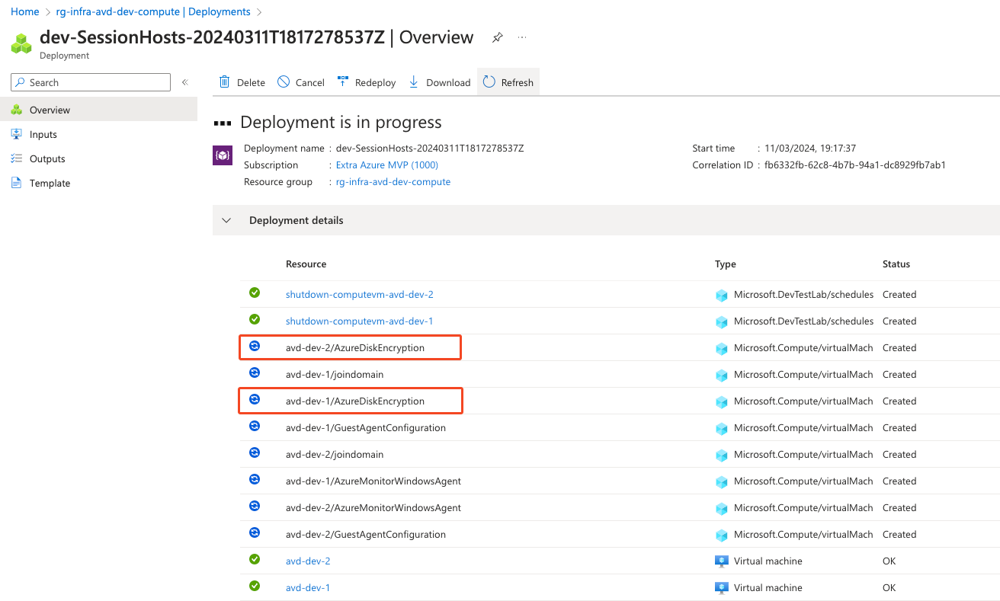 Home > rg-infra-avd-dev-compute | Deployments >
dev-SessionHosts-20240311T1817278537Z | Overview
Deployment
Search
Delete Cancel Redeploy Download Refresh
Overview
Inputs
Outputs
Template
Deployment is in progress
Deployment name : dev-SessionHosts-20240311T1817278537Z
Subscription : Extra Azure MVP (1000)
Resource group : rg-infra-avd-dev-compute
Start time : 11/03/2024, 19:17:37
Correlation ID : fb6332fb-62c8-4b7b-94a1-dc8929fb7ab1
Deployment details
Resource Type Status
shutdown-computevm-avd-dev-2 Microsoft.DevTestLab/schedules Created
shutdown-computevm-avd-dev-1 Microsoft.DevTestLab/schedules Created
avd-dev-2/AzureDiskEncryption Microsoft.Compute/virtualMach Created
avd-dev-1/joindomain Microsoft.Compute/virtualMach Created
avd-dev-1/AzureDiskEncryption Microsoft.Compute/virtualMach Created
avd-dev-1/GuestAgentConfiguration Microsoft.Compute/virtualMach Created
avd-dev-2/joindomain Microsoft.Compute/virtualMach Created
avd-dev-1/AzureMonitorWindowsAgent Microsoft.Compute/virtualMach Created
avd-dev-2/AzureMonitorWindowsAgent Microsoft.Compute/virtualMach Created
avd-dev-2/GuestAgentConfiguration Microsoft.Compute/virtualMach Created
avd-dev-2 Virtual machine OK
avd-dev-1 Virtual machine OK